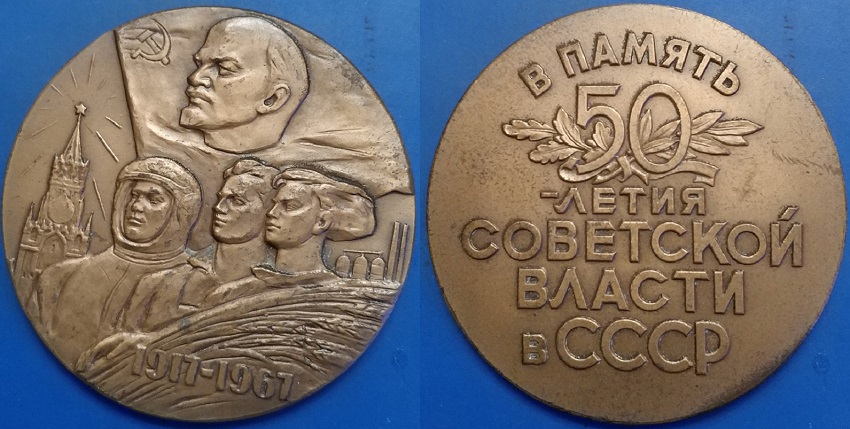 1917-1967
В ПАМЯТЬ
50
-ЛЕТИЯ
СОВЕТСКОЙ
ВЛАСТИ
В СССР